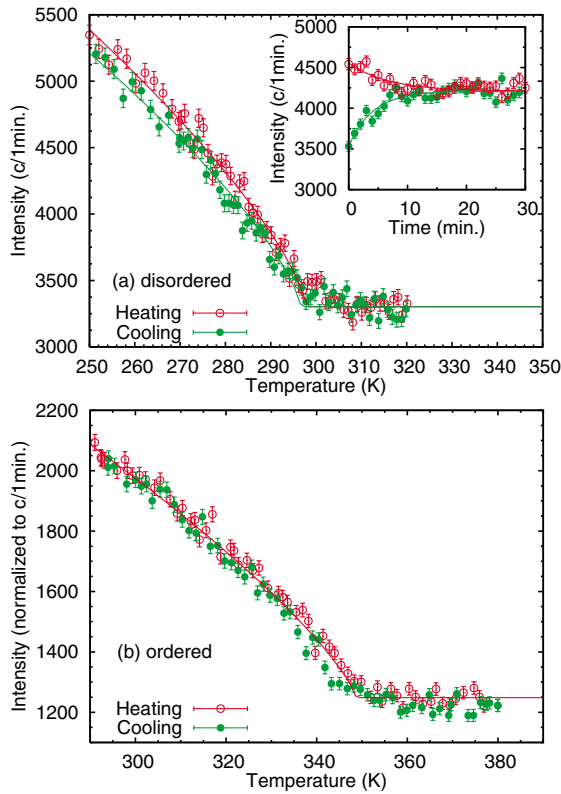 5500
5000
4500
4000
3500
3000
Intensity (c/1min.)
250 260 270 280 290 300 310 320 330 340 350
Temperature (K)
(a) disordered
Heating
Cooling
5000
4500
4000
3500
3000
Intensity (c/1min.)
0 10 20 30
Time (min.)
2200
2000
1800
1600
1400
1200
Intensity (normalized to c/1min.)
300 320 340 360 380
Temperature (K)
(b) ordered
Heating
Cooling